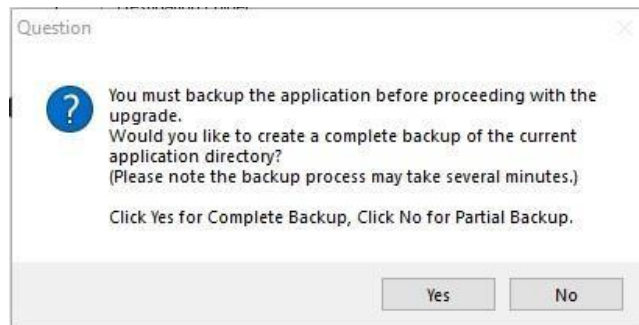 Question
?
You must backup the application before proceeding with the
upgrade.
Would you like to create a complete backup of the current
application directory?
(Please note the backup process may take several minutes.)
Click Yes for Complete Backup, Click No for Partial Backup.
Yes No